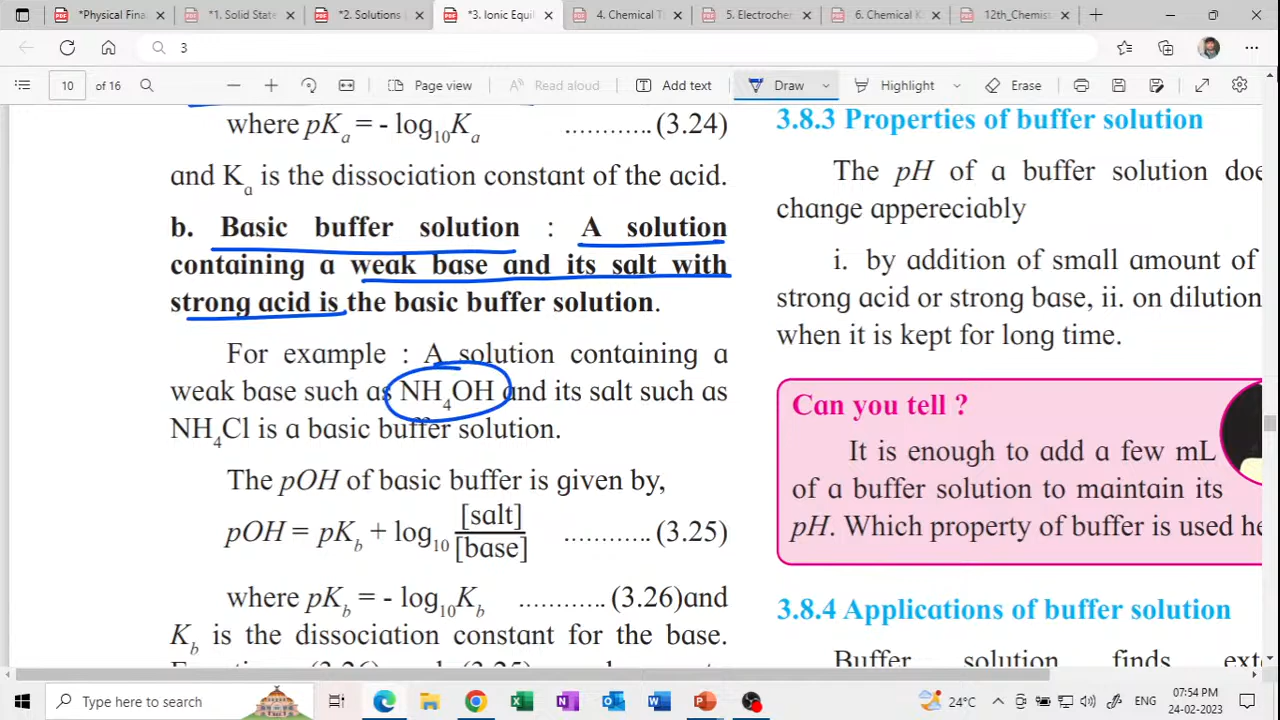 *Physical Fina
*1. Solid State
*2. Solutions
*3. Ionic Equi
4. Chemical T
5. Electrochem
6. Chemical K
12th_Chemist
3
10 of 16
Page view
Read aloud
Add text
Draw
Highlight
Erase
where pKa = - log10Ka ............ (3.24)
and Ka is the dissociation constant of the acid.
b. Basic buffer solution : A solution
containing a weak base and its salt with
strong acid is the basic buffer solution.
For example : A solution containing a
weak base such as NH4OH and its salt such as
NH4Cl is a basic buffer solution.
The pOH of basic buffer is given by,
pOH = pKb + log10 [salt]/[base] ............ (3.25)
where pKb = - log10Kb ............ (3.26)and
Kb is the dissociation constant for the base.
3.8.3 Properties of buffer solution
The pH of a buffer solution doe
change appereciably
i. by addition of small amount of
strong acid or strong base, ii. on dilution
when it is kept for long time.
Can you tell ?
It is enough to add a few mL
of a buffer solution to maintain its
pH. Which property of buffer is used he
3.8.4 Applications of buffer solution
Buffer solution finds exte
Type here to search
24°C
ENG
07:54 PM
24-02-2023